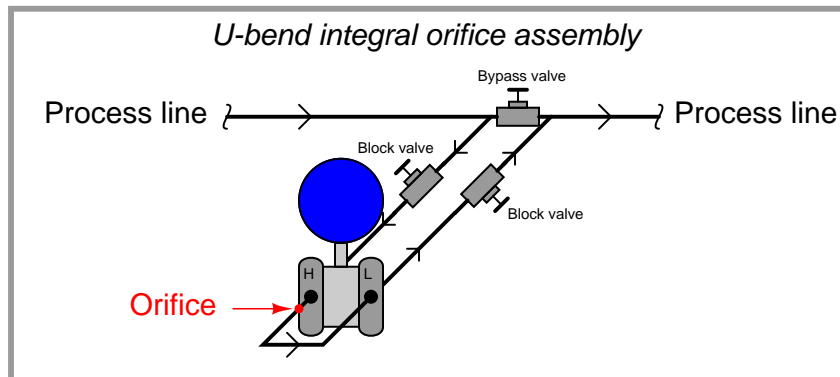 U-bend integral orifice assembly
Bypass valve
Process line
Process line
Block valve
H
L
Block valve
Orifice